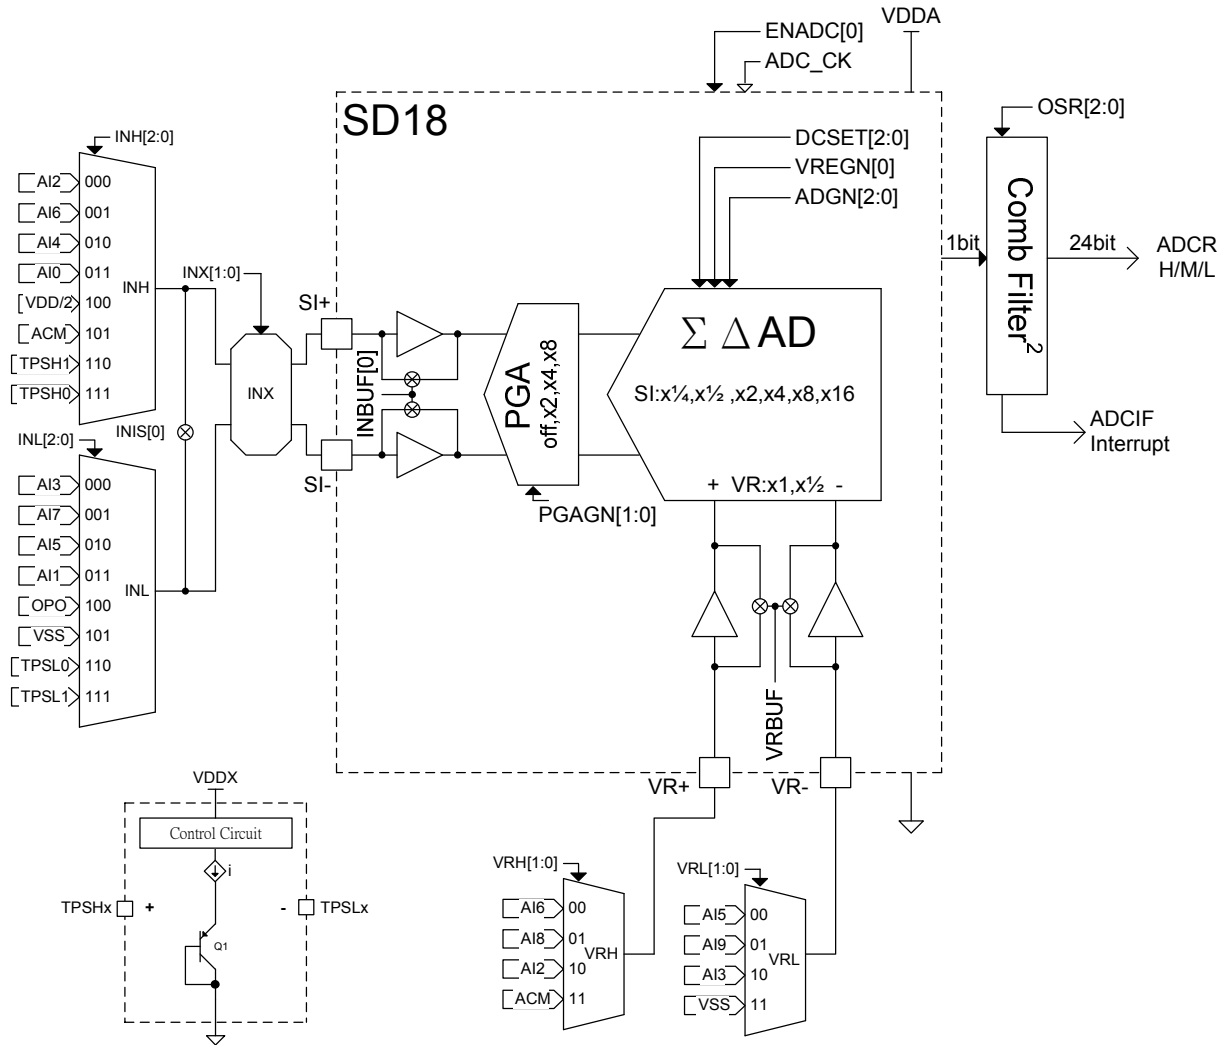 VDDA
ENADC[0]
ADC_CK
SD18
OSR[2:0]
INH[2:0]
DCSET[2:0]
VREGN[0]
ADGN[2:0]
AI2 000
AI6 001
AI4 010
AI0 011
VDD/2 100
ACM 101
TPSH1 110
TPSH0 111
INH
INX[1:0]
INX
INIS[0]
SI+
SI-
INBUF[0]
PGA
off,x2,x4,x8
PGAGN[1:0]
Σ Δ AD
SI:x¼,x½ ,x2,x4,x8,x16
+ VR:x1,x½ -
1bit
Comb Filter²
24bit
ADCR
H/M/L
ADCIF
Interrupt
INL[2:0]
AI3 000
AI7 001
AI5 010
AI1 011
OPO 100
VSS 101
TPSL0 110
TPSL1 111
INL
VRBUF
VR+
VR-
VDDX
Control Circuit
i
TPSHx
+
-
TPSLx
Q1
VRH[1:0]
AI6 00
AI8 01
AI2 10
ACM 11
VRH
VRL[1:0]
AI5 00
AI9 01
AI3 10
VSS 11
VRL